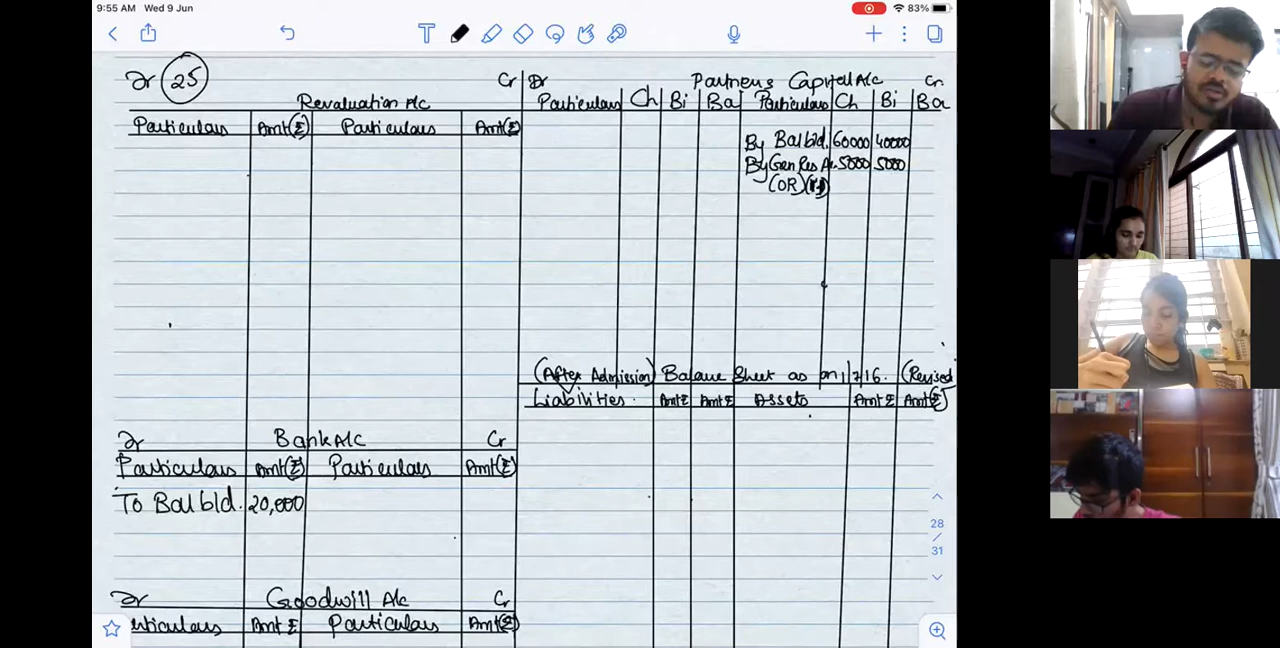 9:55 AM Wed 9 Jun
83%
Dr 25 Cr
Revaluation A/c
Particulars Amt(₹) Particulars Amt(₹)
Dr Partners Capital A/c Cr
Particulars Ch Bi Ba Particulars Ch Bi Ba
By Bal b/d. 60000 40000
By Gen Res A/c 5000 5000
(OR)
(After Admission) Balance Sheet as on 1/7/16. (Revised
Liabilities. Amt ₹ Amt ₹ Assets Amt ₹ Amt(₹)
Dr Bank A/c Cr
Particulars Amt(₹) Particulars Amt(₹)
To Bal b/d. 20,000
28
/
31
Dr Goodwill A/c Cr
rticulars Amt ₹ Particulars Amt(₹)